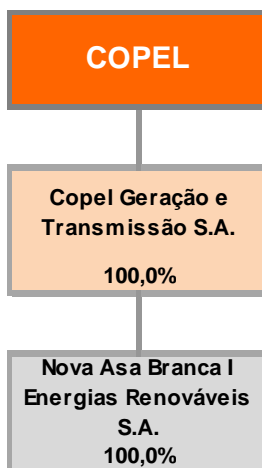 COPEL
Copel Geração e
Transmissão S.A.
100,0%
Nova Asa Branca I
Energias Renováveis
S.A.
100,0%